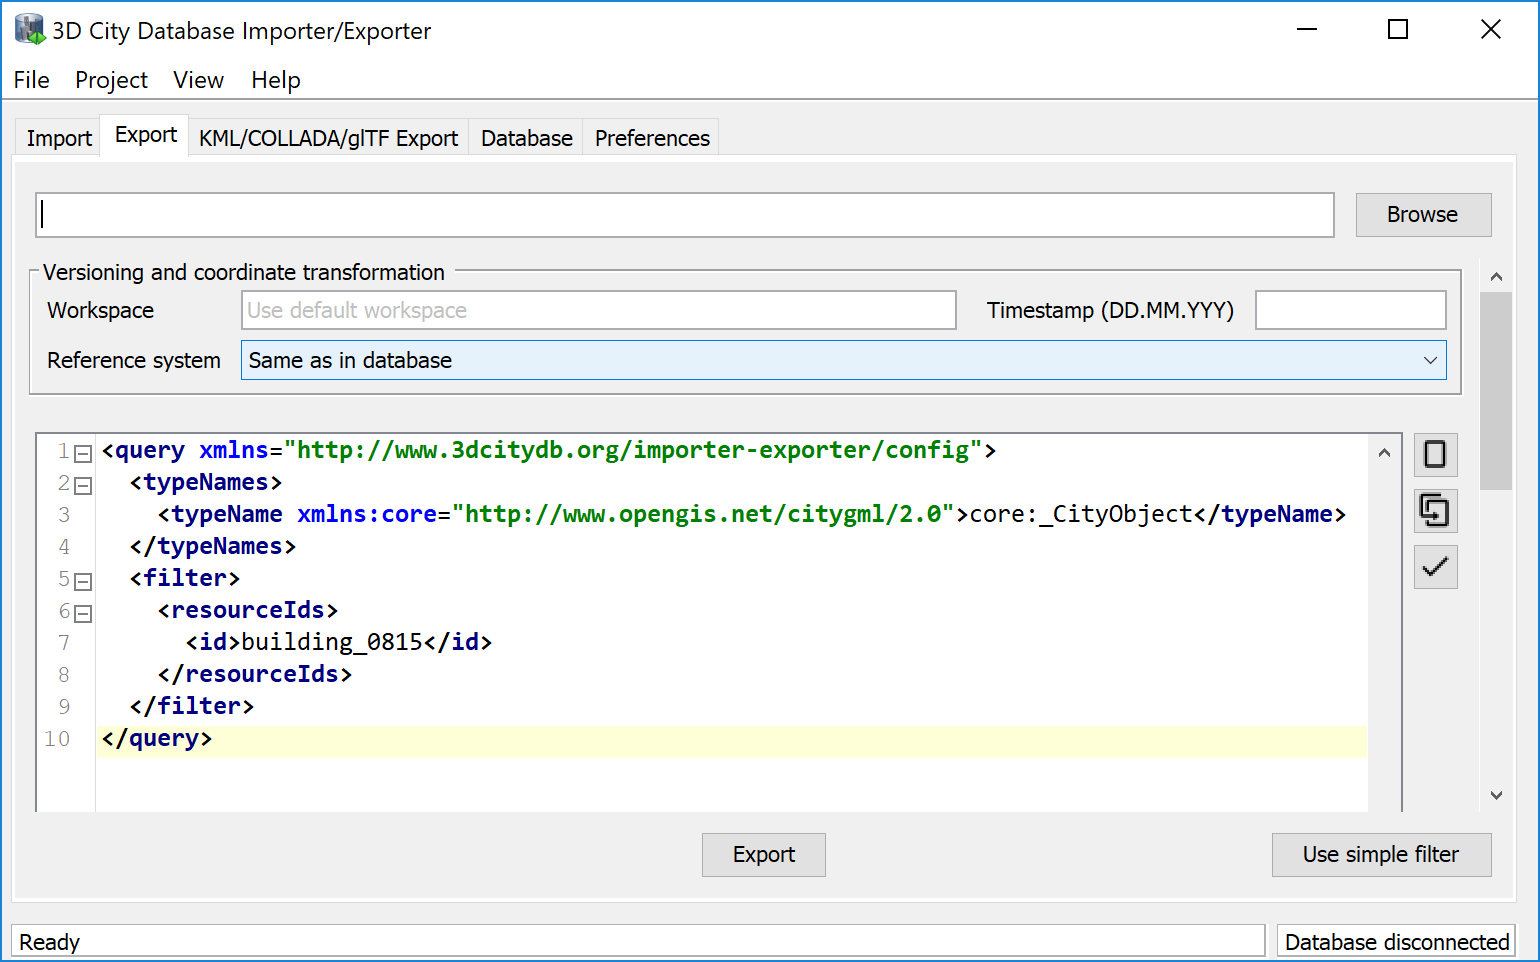 3D City Database Importer/Exporter
File Project View Help
Import Export KML/COLLADA/glTF Export Database Preferences
Browse
Versioning and coordinate transformation
Workspace Use default workspace Timestamp (DD.MM.YYY)
Reference system Same as in database
1 <query xmlns="http://www.3dcitydb.org/importer-exporter/config">
2 <typeNames>
3 <typeName xmlns:core="http://www.opengis.net/citygml/2.0">core:_CityObject</typeName>
4 </typeNames>
5 <filter>
6 <resourceIds>
7 <id>building_0815</id>
8 </resourceIds>
9 </filter>
10 </query>
Export Use simple filter
Ready Database disconnected